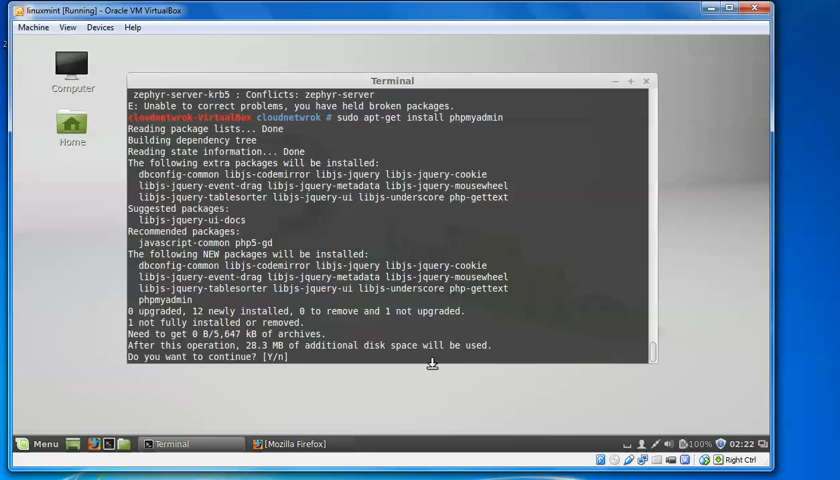 linuxmint [Running] - Oracle VM VirtualBox
Machine View Devices Help
Computer
Home
Terminal
zephyr-server-krb5 : Conflicts: zephyr-server
E: Unable to correct problems, you have held broken packages.
cloudnetwrok-VirtualBox cloudnetwrok # sudo apt-get install phpmyadmin
Reading package lists... Done
Building dependency tree
Reading state information... Done
The following extra packages will be installed:
dbconfig-common libjs-codemirror libjs-jquery libjs-jquery-cookie
libjs-jquery-event-drag libjs-jquery-metadata libjs-jquery-mousewheel
libjs-jquery-tablesorter libjs-jquery-ui libjs-underscore php-gettext
Suggested packages:
libjs-jquery-ui-docs
Recommended packages:
javascript-common php5-gd
The following NEW packages will be installed:
dbconfig-common libjs-codemirror libjs-jquery libjs-jquery-cookie
libjs-jquery-event-drag libjs-jquery-metadata libjs-jquery-mousewheel
libjs-jquery-tablesorter libjs-jquery-ui libjs-underscore php-gettext
phpmyadmin
0 upgraded, 12 newly installed, 0 to remove and 1 not upgraded.
1 not fully installed or removed.
Need to get 0 B/5,647 kB of archives.
After this operation, 28.3 MB of additional disk space will be used.
Do you want to continue? [Y/n]
Menu Terminal [Mozilla Firefox] 100% 02:22
Right Ctrl